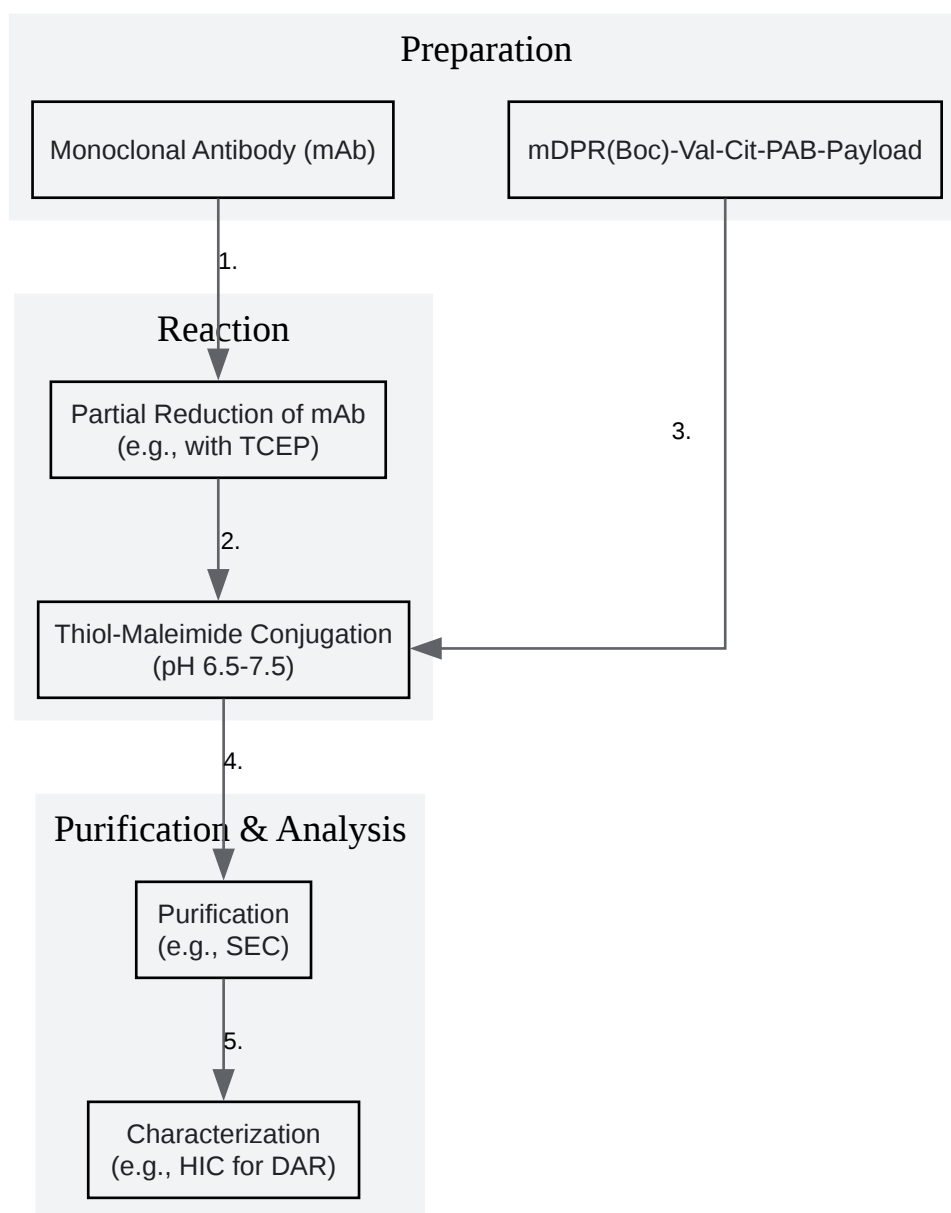 Preparation
Monoclonal Antibody (mAb)
mDPR(Boc)-Val-Cit-PAB-Payload
1.
Reaction
Partial Reduction of mAb
(e.g., with TCEP)
3.
2.
Thiol-Maleimide Conjugation
(pH 6.5-7.5)
4.
Purification & Analysis
Purification
(e.g., SEC)
5.
Characterization
(e.g., HIC for DAR)